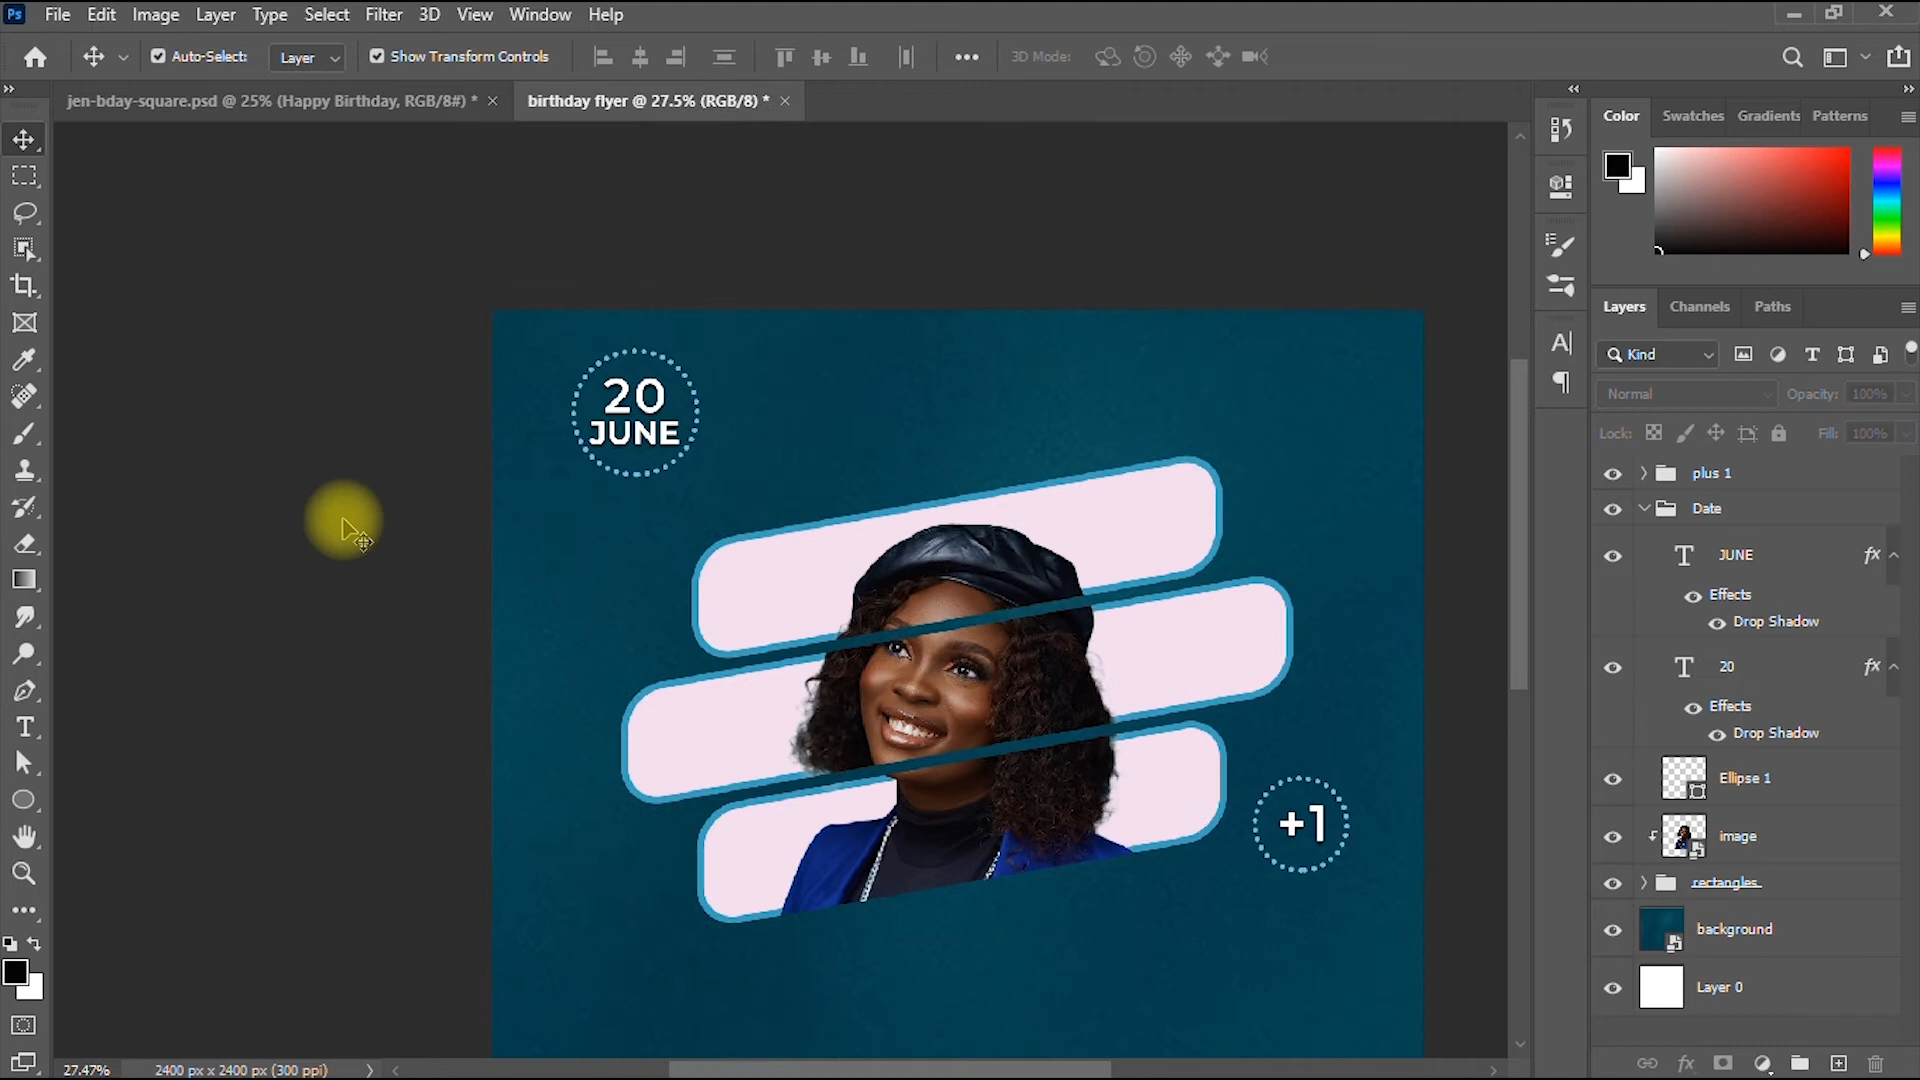 Ps File Edit Image Layer Type Select Filter 3D View Window Help
Auto-Select: Layer Show Transform Controls 3D Mode:
jen-bday-square.psd @ 25% (Happy Birthday, RGB/8#) * birthday flyer @ 27.5% (RGB/8) *
Color Swatches Gradients Patterns
Layers Channels Paths
Kind
Normal Opacity: 100%
Lock: Fill: 100%
plus 1
Date
JUNE fx
Effects
Drop Shadow
20 fx
Effects
Drop Shadow
Ellipse 1
image
rectangles
background
Layer 0
20
JUNE
+1
27.47% 2400 px x 2400 px (300 ppi)
fx